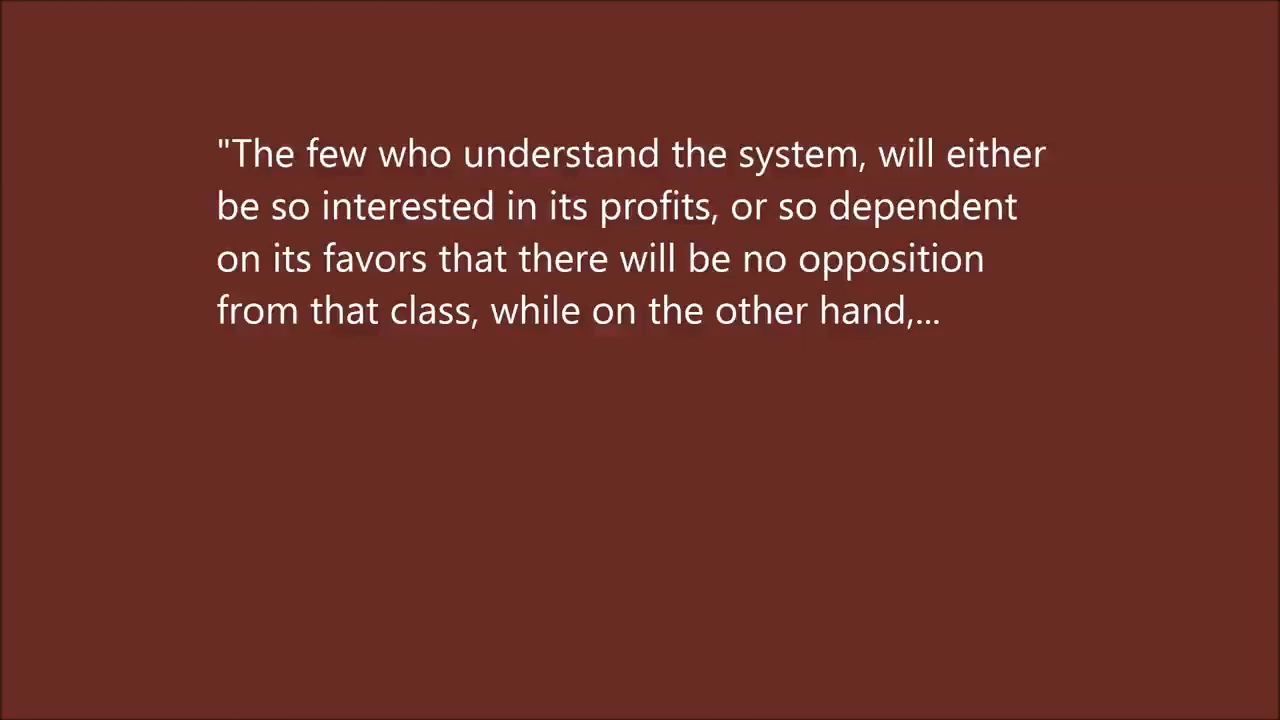 "The few who understand the system, will either
be so interested in its profits, or so dependent
on its favors that there will be no opposition
from that class, while on the other hand,...